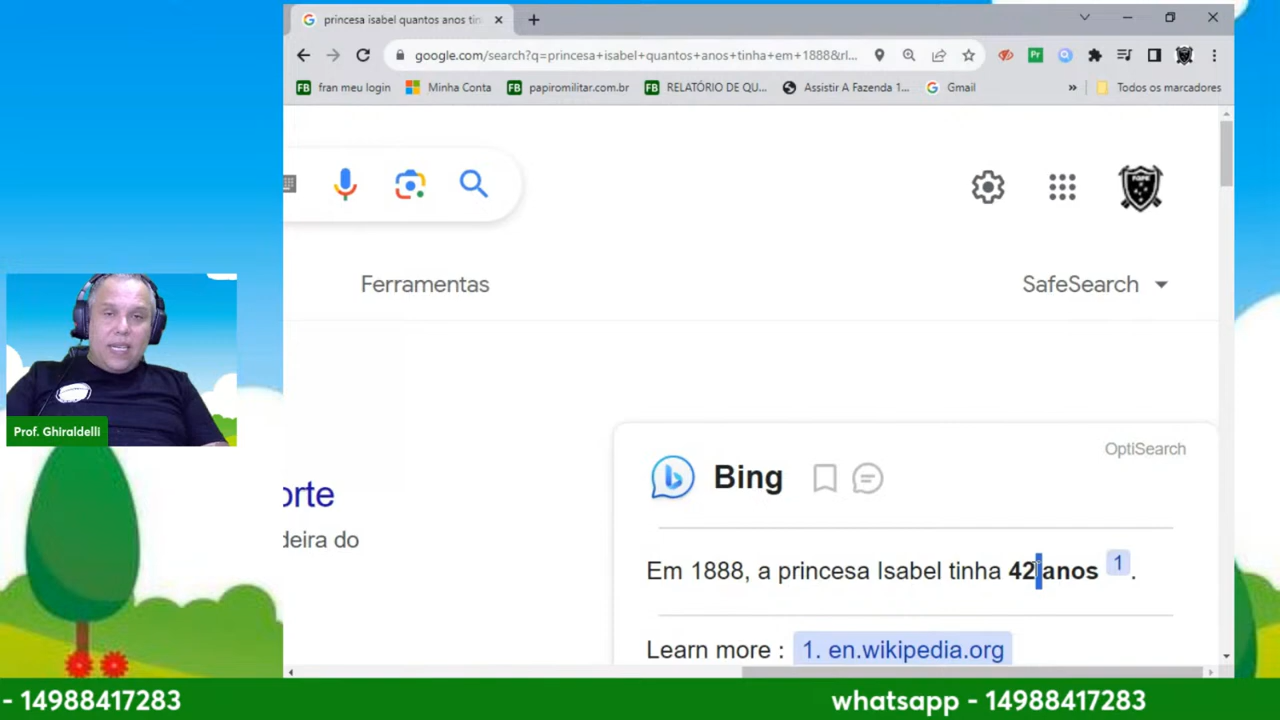 princesa isabel quantos anos tin
google.com/search?q=princesa+isabel+quantos+anos+tinha+em+1888&rl...
fran meu login
Minha Conta
papiromilitar.com.br
RELATÓRIO DE QU...
Assistir A Fazenda 1...
Gmail
»
Todos os marcadores
Ferramentas
SafeSearch
Prof. Ghiraldelli
OptiSearch
Bing
orte
deira do
Em 1888, a princesa Isabel tinha 42 anos 1.
Learn more : 1. en.wikipedia.org
- 14988417283
whatsapp - 14988417283